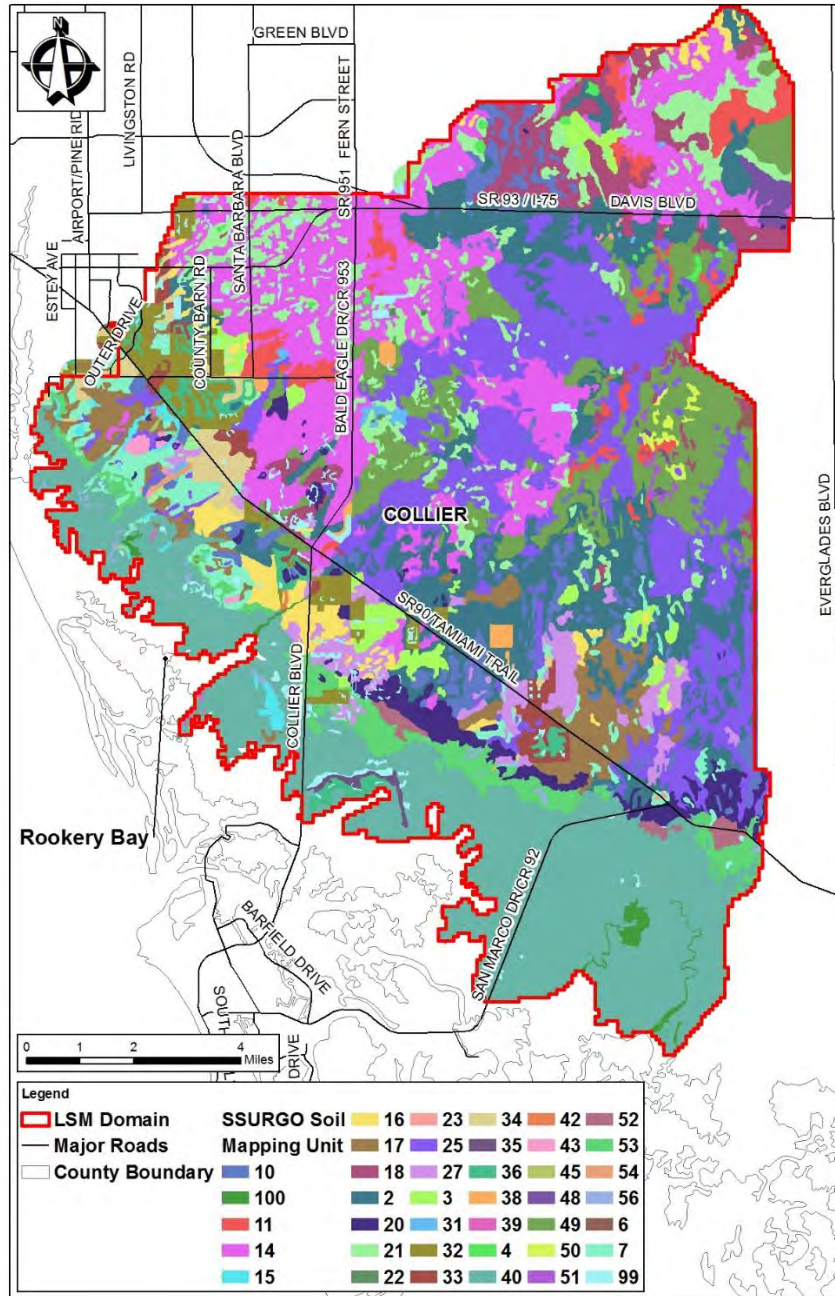 N
GREEN BLVD
AIRPORT/PINE RID
LIVINGSTON RD
SANTA BARBARA BLVD
SR 951 FERN STREET
SR 93 / I-75
DAVIS BLVD
ESTEY AVE
OUTER DRIVE
COUNTY BARN RD
BALD EAGLE DR/CR 953
EVERGLADES BLVD
COLLIER
SR90/TAMIAMI TRAIL
COLLIER BLVD
Rookery Bay
BARFIELD DRIVE
SAN MARCO DR/CR 92
SOUTH
DRIVE
0 1 2 4
Miles
Legend
LSM Domain
Major Roads
County Boundary
SSURGO Soil
Mapping Unit
10
100
11
14
15
16
17
18
2
20
21
22
23
25
27
3
31
32
33
34
35
36
38
39
4
40
42
43
45
48
49
50
51
52
53
54
56
6
7
99